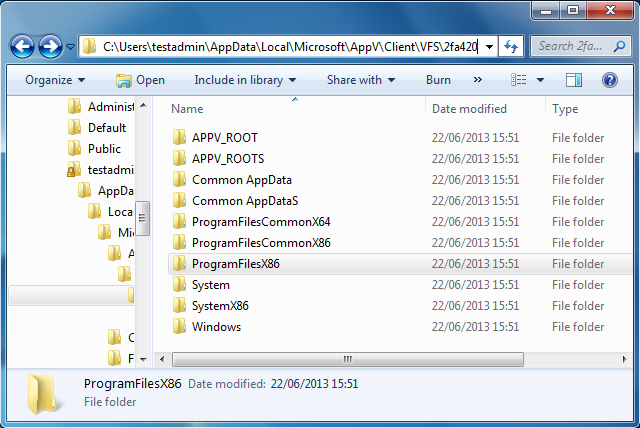 C:\Users\testadmin\AppData\Local\Microsoft\AppV\Client\VFS\2fa420
Search 2fa...
Organize Open Include in library Share with Burn »
Name Date modified Type
Administ
Default
Public
testadmin
AppDa
Loca
Mic
A
C
F
APPV_ROOT 22/06/2013 15:51 File folder
APPV_ROOTS 22/06/2013 15:51 File folder
Common AppData 22/06/2013 15:51 File folder
Common AppDataS 22/06/2013 15:51 File folder
ProgramFilesCommonX64 22/06/2013 15:51 File folder
ProgramFilesCommonX86 22/06/2013 15:51 File folder
ProgramFilesX86 22/06/2013 15:51 File folder
System 22/06/2013 15:51 File folder
SystemX86 22/06/2013 15:51 File folder
Windows 22/06/2013 15:51 File folder
ProgramFilesX86 Date modified: 22/06/2013 15:51
File folder